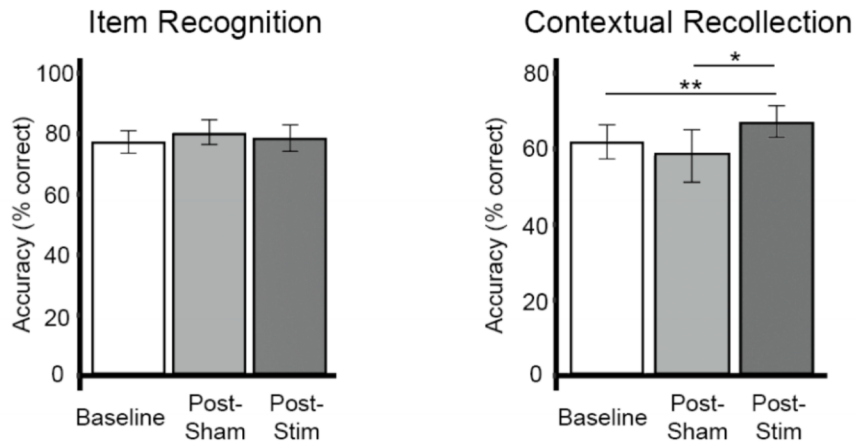 Item Recognition
Accuracy (% correct)
100
80
60
40
20
0
Baseline
Post-
Sham
Post-
Stim
Contextual Recollection
Accuracy (% correct)
80
60
40
20
0
*
**
Baseline
Post-
Sham
Post-
Stim